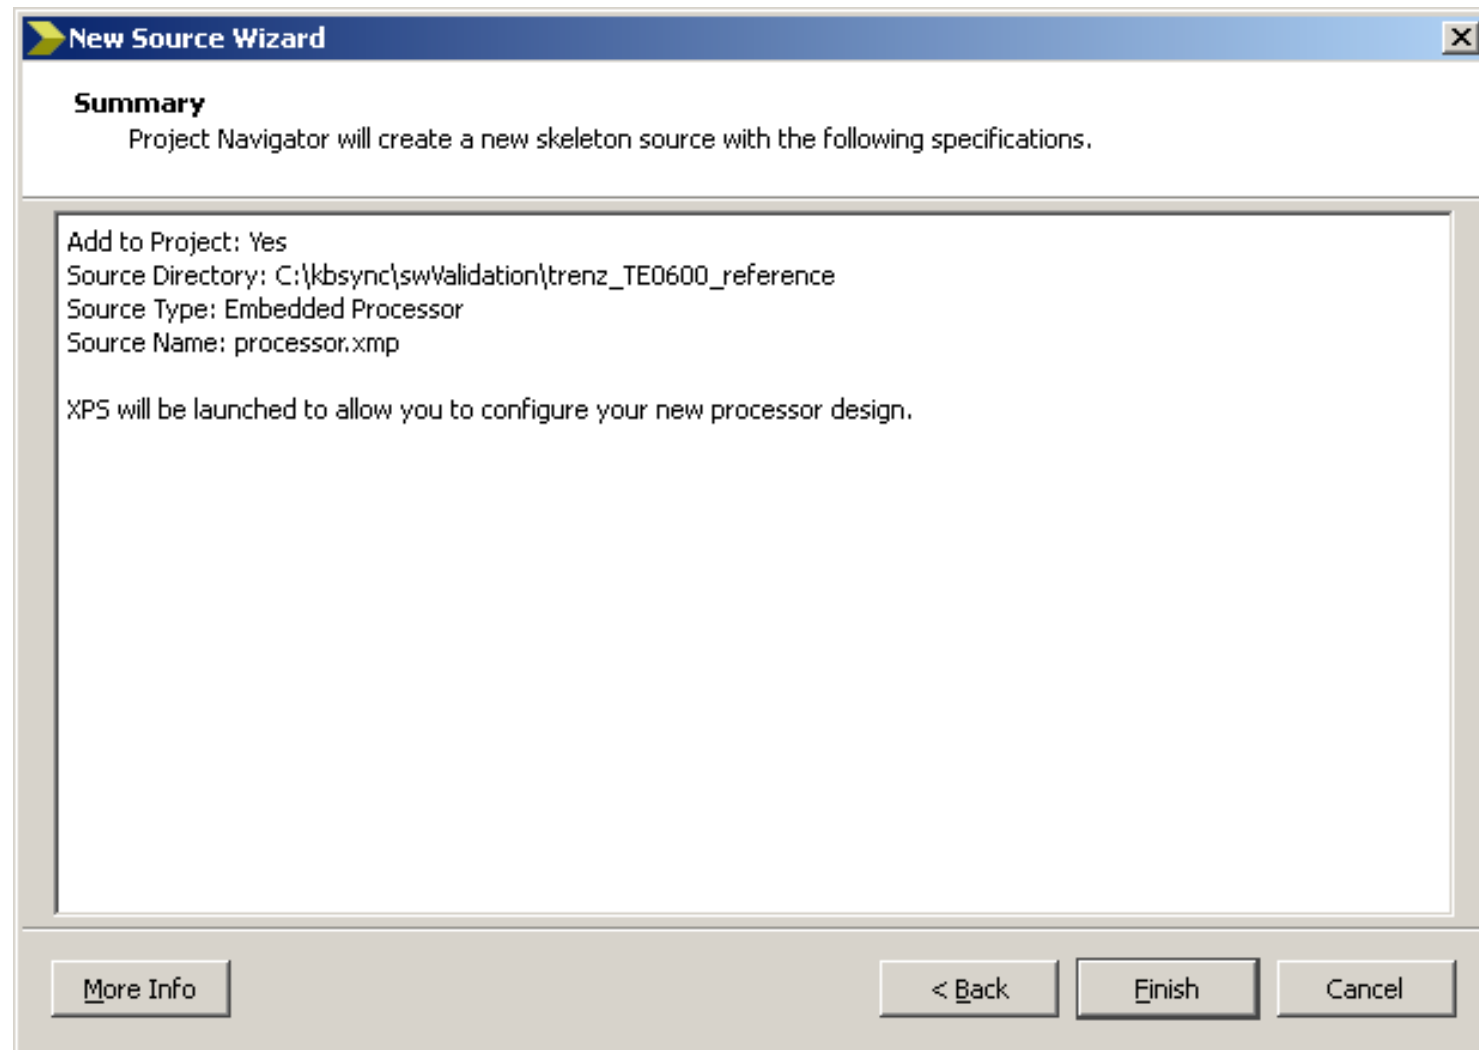 New Source Wizard
Summary
Project Navigator will create a new skeleton source with the following specifications.
Add to Project: Yes
Source Directory: C:\kbsync\swValidation\trenz_TE0600_reference
Source Type: Embedded Processor
Source Name: processor.xmp
XPS will be launched to allow you to configure your new processor design.
More Info
< Back
Finish
Cancel